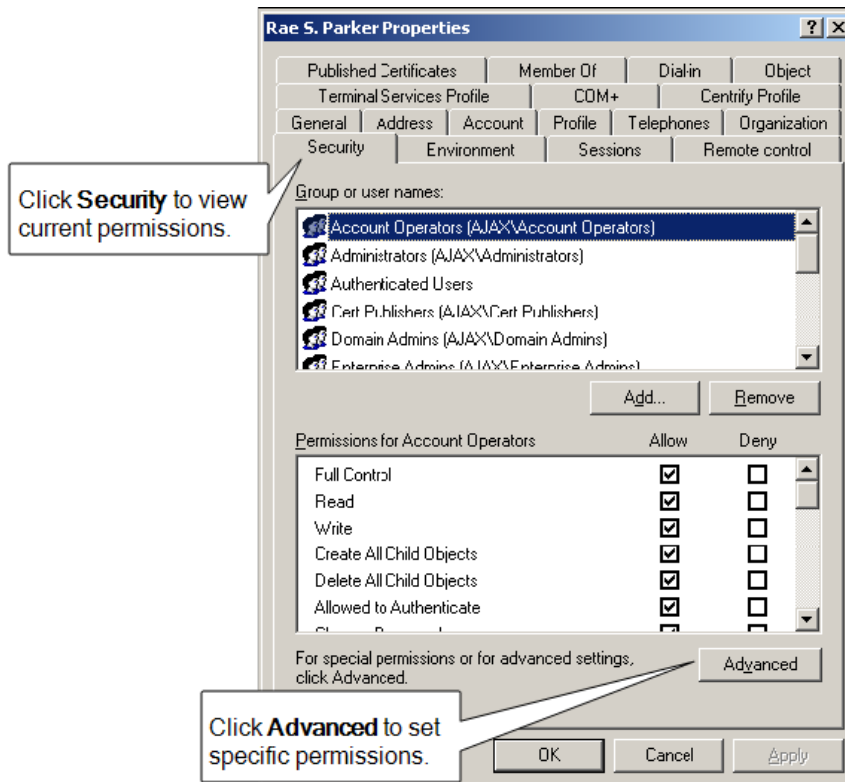 Rae S. Parker Properties
Published Certificates Member Of Dial-in Object
Terminal Services Profile COM+ Centrify Profile
General Address Account Profile Telephones Organization
Security Environment Sessions Remote control
Click Security to view
current permissions.
Group or user names:
Account Operators (AJAX\Account Operators)
Administrators (AJAX\Administrators)
Authenticated Users
Cert Publishers (AJAX\Cert Publishers)
Domain Admins (AJAX\Domain Admins)
Enterprise Admins (AJAX\Enterprise Admins)
Add... Remove
Permissions for Account Operators Allow Deny
Full Control
Read
Write
Create All Child Objects
Delete All Child Objects
Allowed to Authenticate
For special permissions or for advanced settings,
click Advanced.
Advanced
Click Advanced to set
specific permissions.
OK Cancel Apply